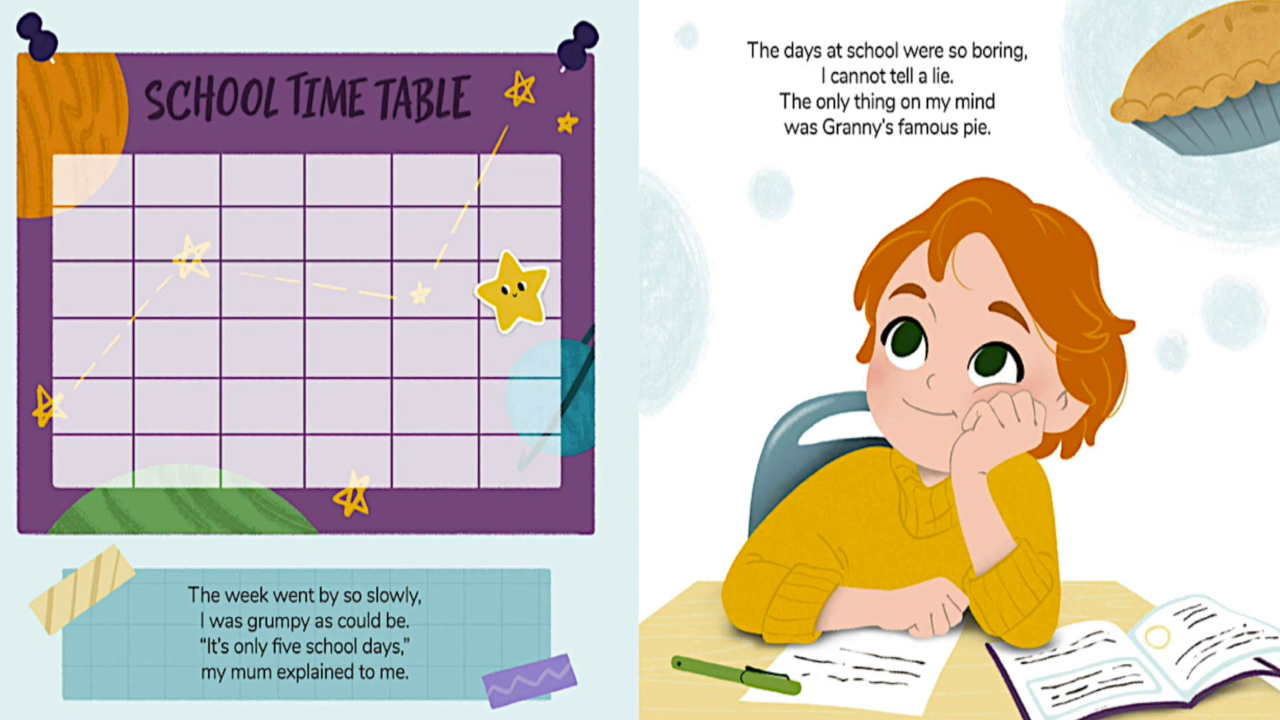 SCHOOL TIME TABLE
The week went by so slowly,
I was grumpy as could be.
“It's only five school days,”
my mum explained to me.
The days at school were so boring,
I cannot tell a lie.
The only thing on my mind
was Granny's famous pie.